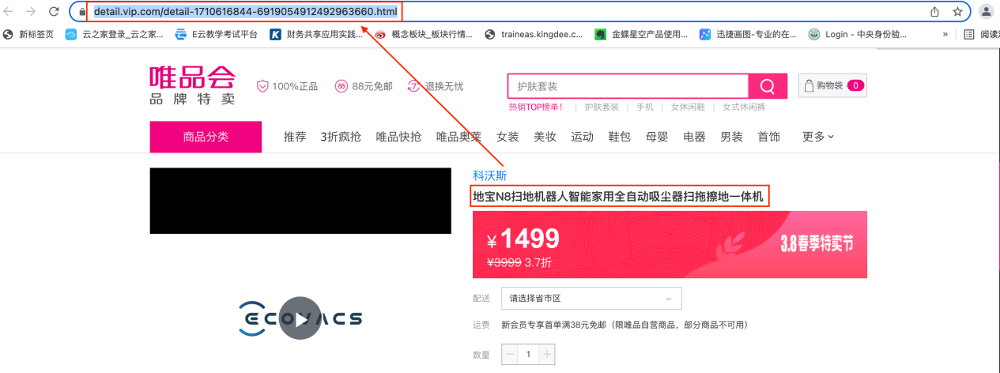 detail.vip.com/detail-1710616844-6919054912492963660.html
新标签页 云之家登录_云之家... E云教学考试平台 财务共享应用实践... 概念板块_板块行情... traineas.kingdee.c... 金蝶星空产品使用... 迅捷画图-专业的在... Login - 中央身份验... » 阅读
唯品会
品牌特卖
100%正品 88 88元免邮 7 退换无忧
护肤套装
购物袋 0
热销TOP榜单! | 护肤套装 | 手机 | 女休闲鞋 | 女式休闲裤
商品分类 推荐 3折疯抢 唯品快抢 唯品奥莱 女装 美妆 运动 鞋包 母婴 电器 男装 首饰 更多
科沃斯
地宝N8扫地机器人智能家用全自动吸尘器扫拖擦地一体机
¥1499
¥3999 3.7折
3.8春季特卖节
配送 请选择省市区
ECOVACS
运费 新会员专享首单满38元免邮（限唯品自营商品，部分商品不可用）
数量 — 1 +